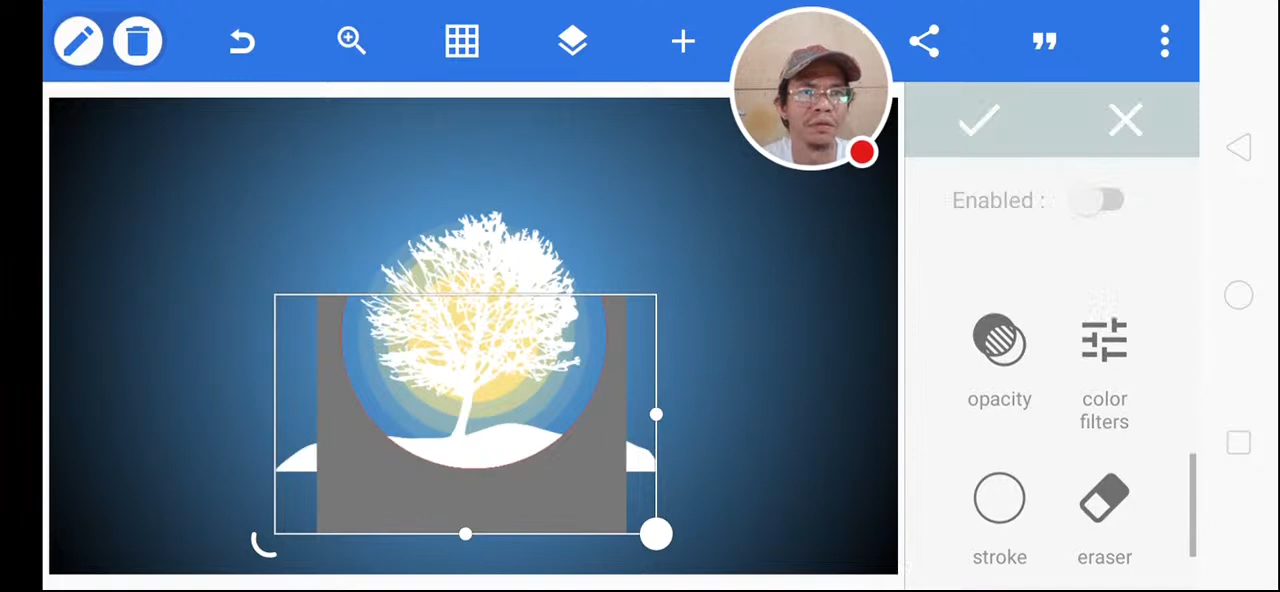 Enabled :
opacity
color
filters
stroke
eraser